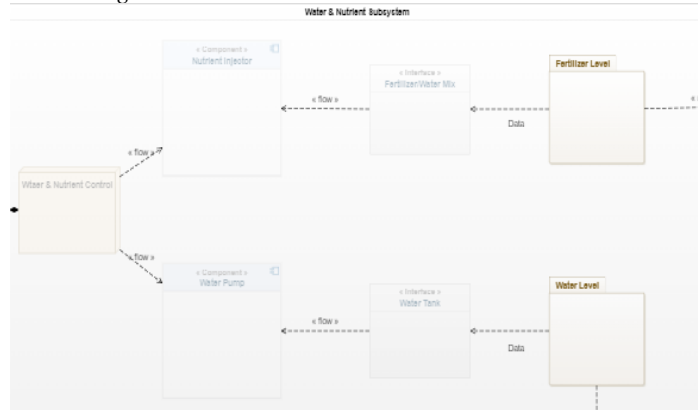 Water & Nutrient Subsystem
« Component »
Nutrient Injector
« Interface »
Fertilizer/Water Mix
Fertilizer Level
« flow »
Data
« flow »
Wtaer & Nutrient Control
« flow »
« Component »
Water Pump
« Interface »
Water Tank
Water Level
« flow »
Data